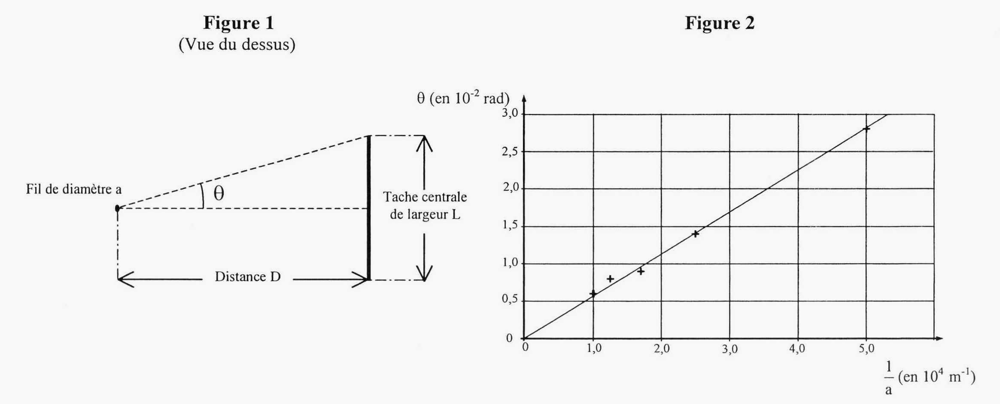 Figure 1
(Vue du dessus)
Fil de diamètre a
θ
Tache centrale
de largeur L
Distance D
Figure 2
θ (en 10⁻² rad)
3,0
2,5
2,0
1,5
1,0
0,5
0
0 1,0 2,0 3,0 4,0 5,0
1/a (en 10⁴ m⁻¹)